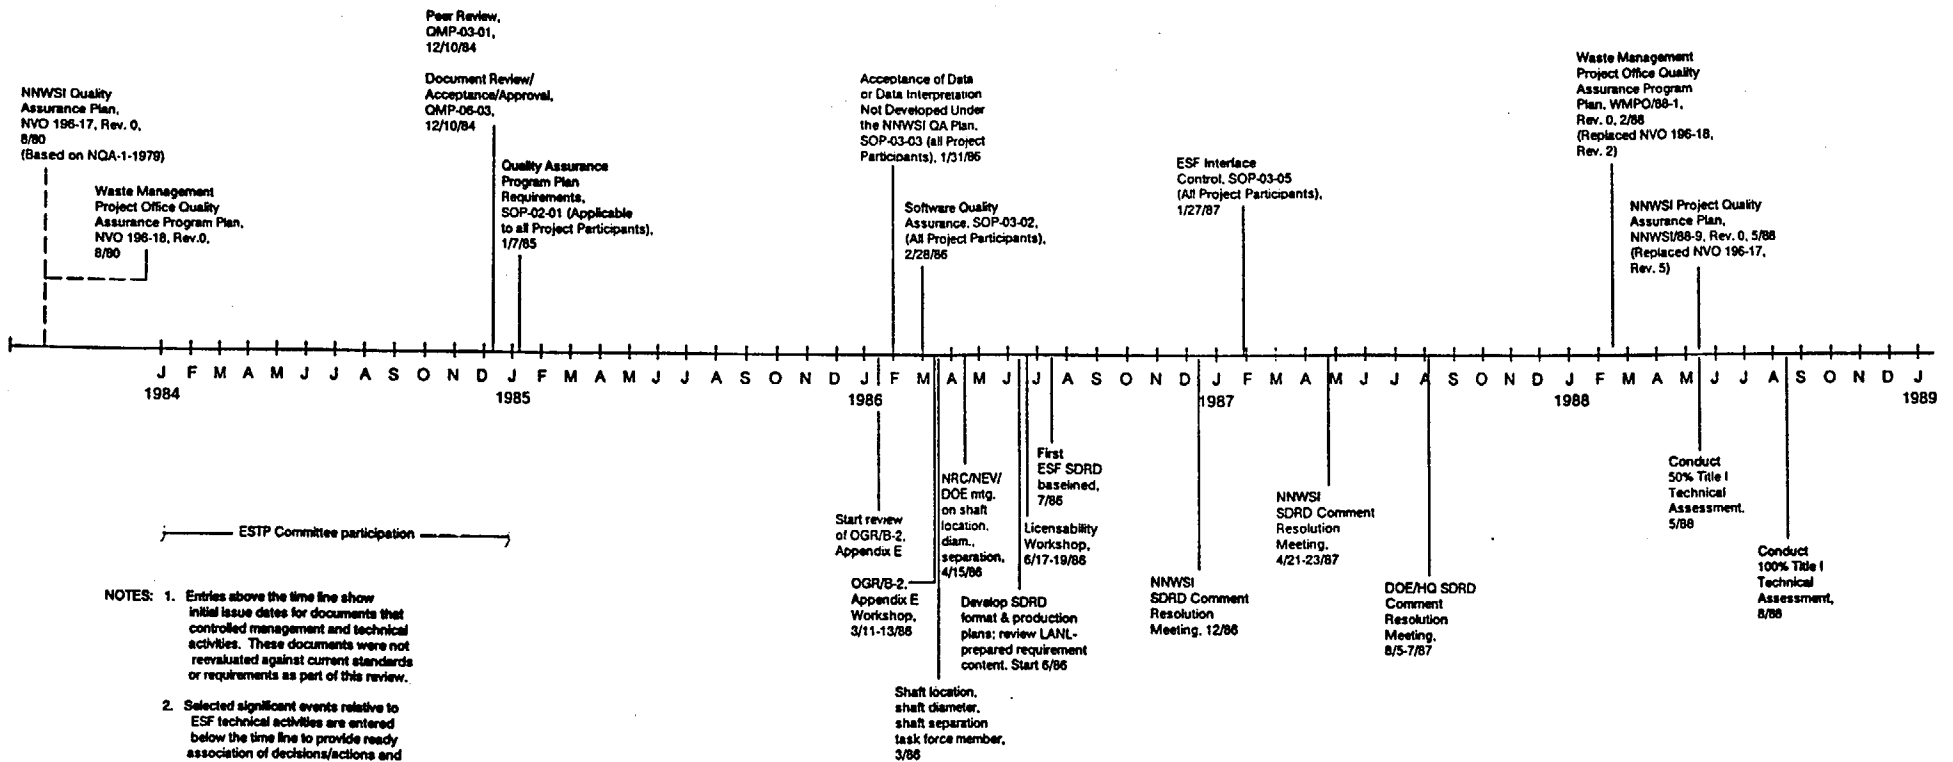 Peer Review,
QMP-03-01,
12/10/84
Document Review/
Acceptance/Approval,
QMP-06-03,
12/10/84
NNWSI Quality
Assurance Plan,
NVO 196-17, Rev. 0,
8/80
(Based on NQA-1-1979)
Waste Management
Project Office Quality
Assurance Program Plan,
NVO 196-18, Rev.0,
8/80
Quality Assurance
Program Plan
Requirements,
SOP-02-01 (Applicable
to all Project Participants),
1/7/85
Acceptance of Data
or Data Interpretation
Not Developed Under
the NNWSI QA Plan,
SOP-03-03 (all Project
Participants), 1/31/86
Software Quality
Assurance, SOP-03-02,
(All Project Participants),
2/28/86
ESF Interface
Control, SOP-03-05
(All Project Participants),
1/27/87
Waste Management
Project Office Quality
Assurance Program
Plan, WMPO/88-1,
Rev. 0, 2/88
(Replaced NVO 196-18,
Rev. 2)
NNWSI Project Quality
Assurance Plan,
NNWSI/88-9, Rev. 0, 5/88
(Replaced NVO 196-17,
Rev. 5)
J F M A M J J A S O N D J F M A M J J A S O N D J F M A M J J A S O N D J F M A M J J A S O N D J F M A M J J A S O N D J
1984 1985 1986 1987 1988 1989
ESTP Committee participation
Start review
of OGR/B-2,
Appendix E
OGR/B-2,
Appendix E
Workshop,
3/11-13/86
Shaft location,
shaft diameter,
shaft separation
task force member,
3/86
NRC/NEV/
DOE mtg.
on shaft
location,
diam.,
separation,
4/15/86
Develop SDRD
format & production
plans; review LANL-
prepared requirement
content. Start 6/86
Licensability
Workshop,
6/17-19/86
First
ESF SDRD
baselined,
7/86
NNWSI
SDRD Comment
Resolution
Meeting, 12/86
NNWSI
SDRD Comment
Resolution
Meeting,
4/21-23/87
DOE/HQ SDRD
Comment
Resolution
Meeting,
8/5-7/87
Conduct
50% Title I
Technical
Assessment,
5/88
Conduct
100% Title I
Technical
Assessment,
8/88
NOTES: 1. Entries above the time line show
initial issue dates for documents that
controlled management and technical
activities. These documents were not
reevaluated against current standards
or requirements as part of this review.
2. Selected significant events relative to
ESF technical activities are entered
below the time line to provide ready
association of decisions/actions and